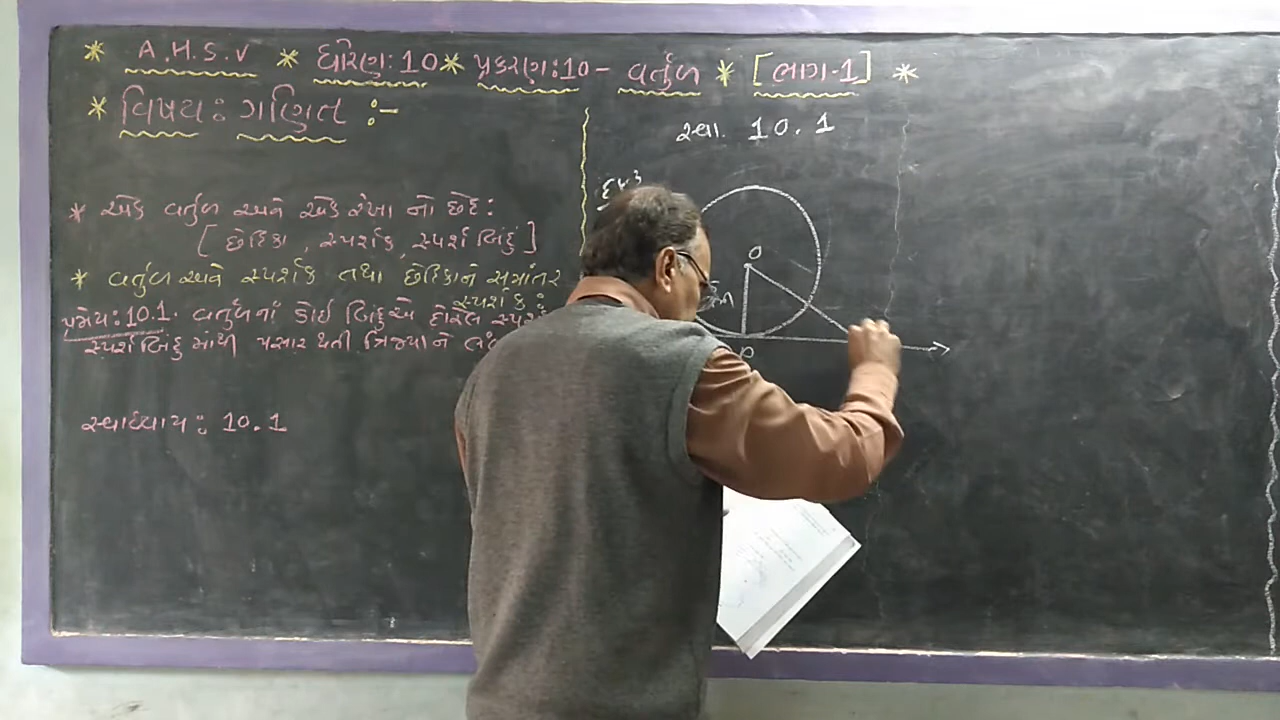 * A.H.S.V * ધોરણ:10 * પ્રકરણ:10 - વર્તુળ * [ભાગ-1] *
* વિષય: ગણિત :-
* એક વર્તુળ અને એક રેખા નો છેદ:
[છેદિકા, સ્પર્શક, સ્પર્શ બિંદુ]
* વર્તુળ અને સ્પર્શક તથા છેદિકાને સમાંતર
સ્પર્શક:
પ્રમેય: 10.1. વર્તુળનાં કોઈ બિંદુએ દોરેલ
સ્પર્શ બિંદુ માંથી પસાર થતી ત્રિજ્યા ને
સ્વાધ્યાય: 10.1
સ્વા. 10.1
O
P